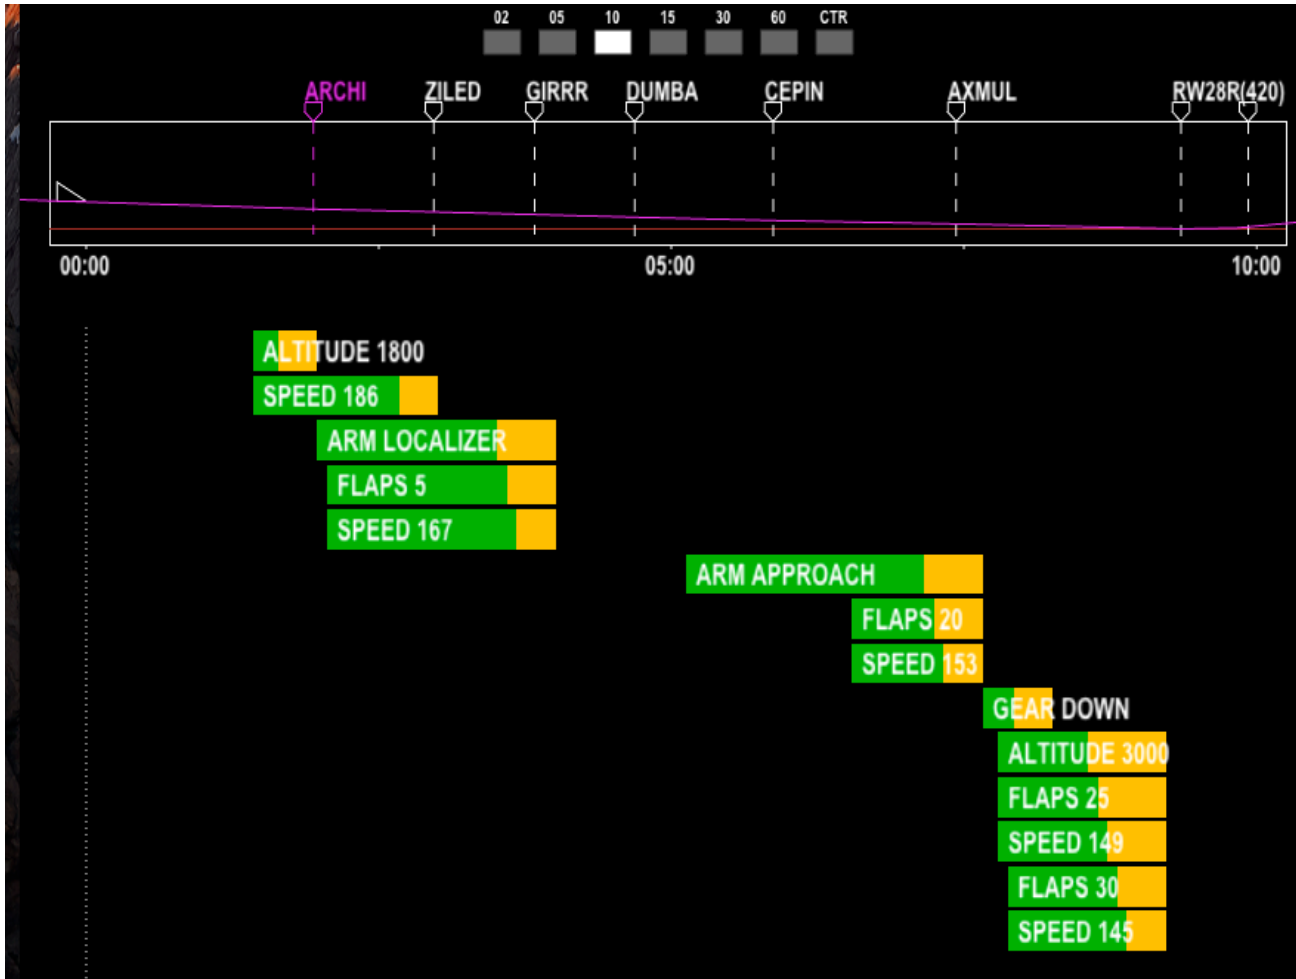 02 05 10 15 30 60 CTR
ARCHI ZILED GIRRR DUMBA CEPIN AXMUL RW28R(420)
00:00 05:00 10:00
ALTITUDE 1800
SPEED 186
ARM LOCALIZER
FLAPS 5
SPEED 167
ARM APPROACH
FLAPS 20
SPEED 153
GEAR DOWN
ALTITUDE 3000
FLAPS 25
SPEED 149
FLAPS 30
SPEED 145